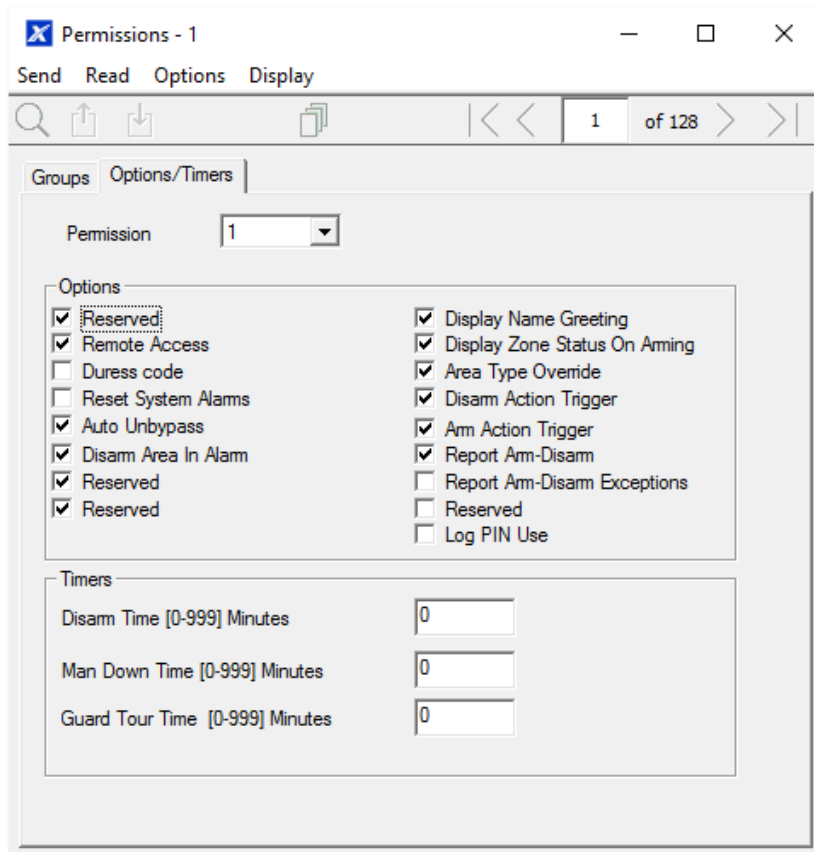 Permissions - 1
Send Read Options Display
1 of 128
Groups Options/Timers
Permission 1
Options
Reserved
Remote Access
Duress code
Reset System Alarms
Auto Unbypass
Disarm Area In Alarm
Reserved
Reserved
Display Name Greeting
Display Zone Status On Arming
Area Type Override
Disarm Action Trigger
Arm Action Trigger
Report Arm-Disarm
Report Arm-Disarm Exceptions
Reserved
Log PIN Use
Timers
Disarm Time [0-999] Minutes 0
Man Down Time [0-999] Minutes 0
Guard Tour Time [0-999] Minutes 0